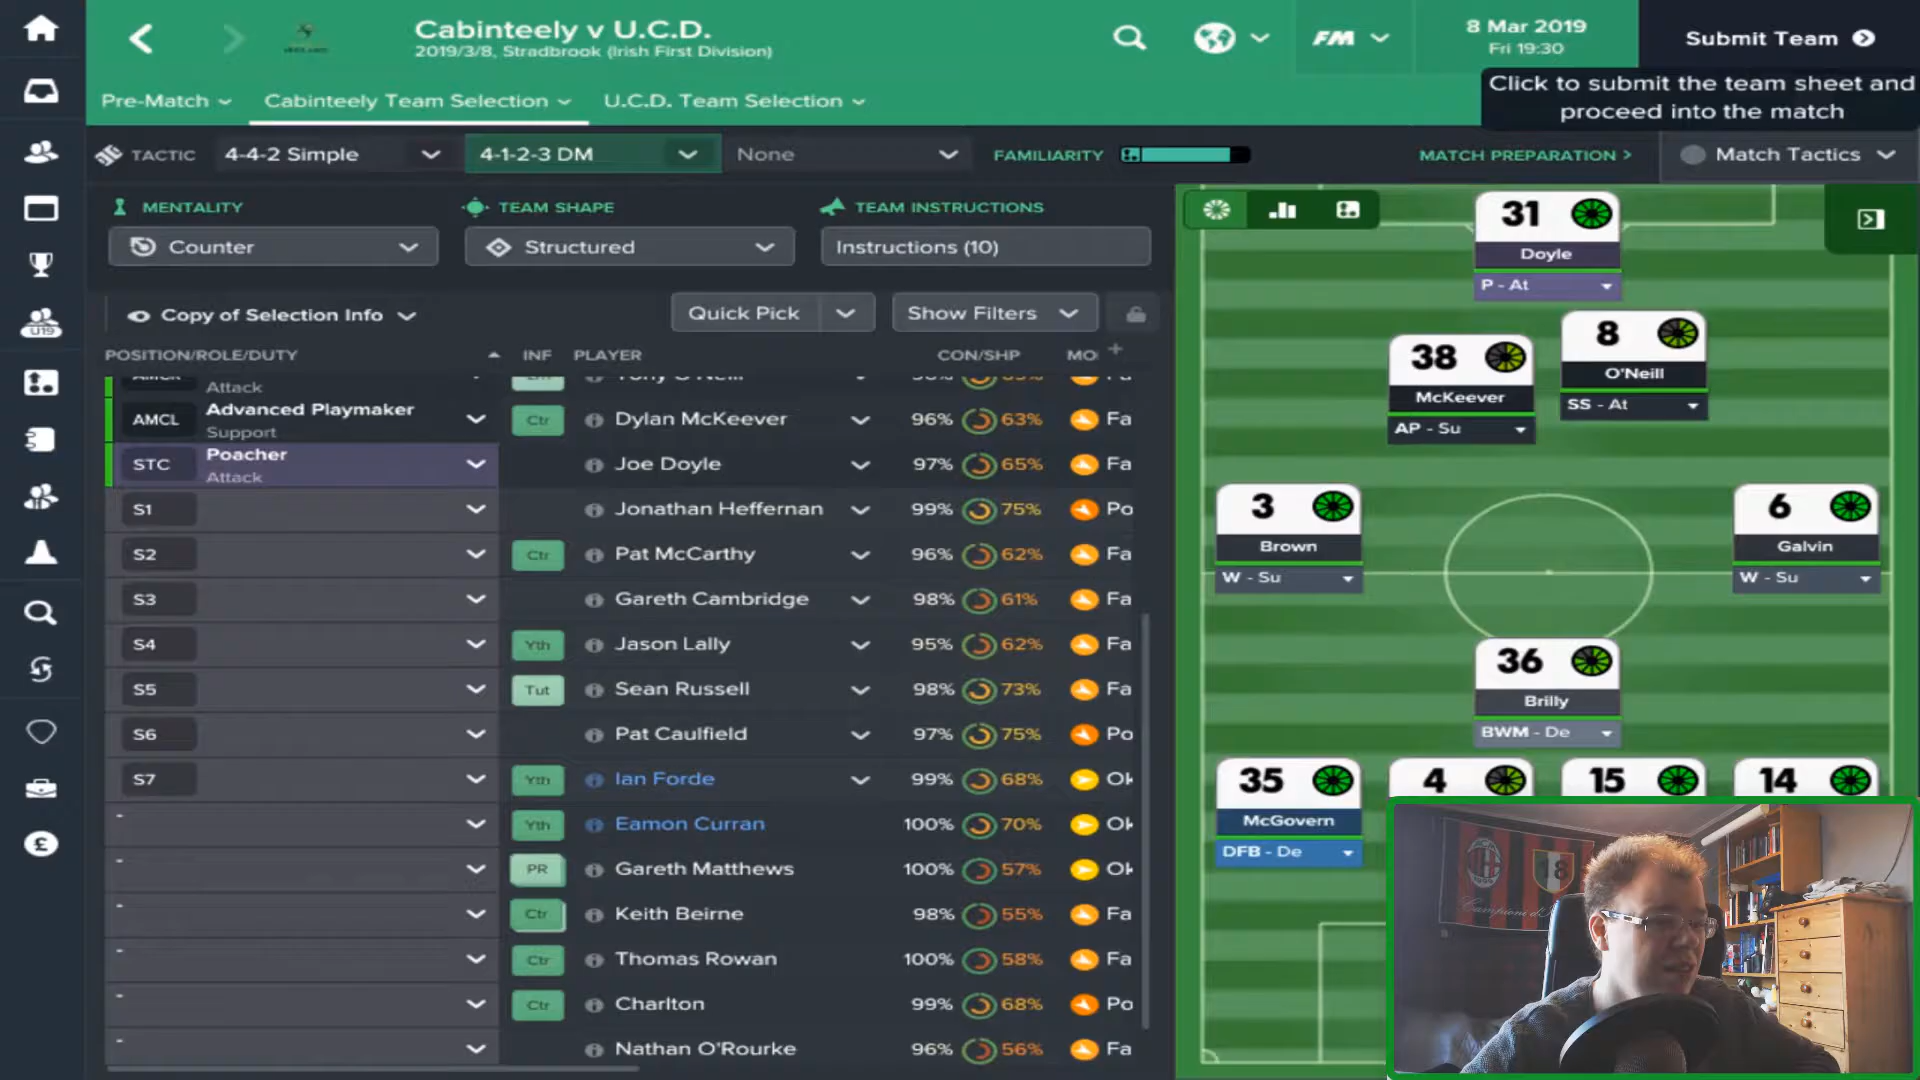 Cabinteely v U.C.D.
2019/3/8, Stradbrook (Irish First Division)
FM
8 Mar 2019
Fri 19:30
Submit Team
Click to submit the team sheet and
proceed into the match
Pre-Match
Cabinteely Team Selection
U.C.D. Team Selection
TACTIC
4-4-2 Simple
4-1-2-3 DM
None
FAMILIARITY
MATCH PREPARATION >
Match Tactics
MENTALITY
TEAM SHAPE
TEAM INSTRUCTIONS
Counter
Structured
Instructions (10)
Copy of Selection Info
Quick Pick
Show Filters
POSITION/ROLE/DUTY
INF
PLAYER
CON/SHP
MO
Attack
AMCL
Advanced Playmaker
Support
Ctr
Dylan McKeever
96%
63%
Fa
STC
Poacher
Attack
Joe Doyle
97%
65%
Fa
S1
Jonathan Heffernan
99%
75%
Po
S2
Ctr
Pat McCarthy
96%
62%
Fa
S3
Gareth Cambridge
98%
61%
Fa
S4
Yth
Jason Lally
95%
62%
Fa
S5
Tut
Sean Russell
98%
73%
Fa
S6
Pat Caulfield
97%
75%
Po
S7
Yth
Ian Forde
99%
68%
Ok
-
Yth
Eamon Curran
100%
70%
Ok
-
PR
Gareth Matthews
100%
57%
Ok
-
Ctr
Keith Beirne
98%
55%
Fa
-
Ctr
Thomas Rowan
100%
58%
Fa
-
Ctr
Charlton
99%
68%
Po
-
Nathan O'Rourke
96%
56%
Fa
U19
31
Doyle
P - At
38
McKeever
AP - Su
8
O'Neill
SS - At
3
Brown
W - Su
6
Galvin
W - Su
36
Brilly
BWM - De
35
McGovern
DFB - De
4
15
14
18